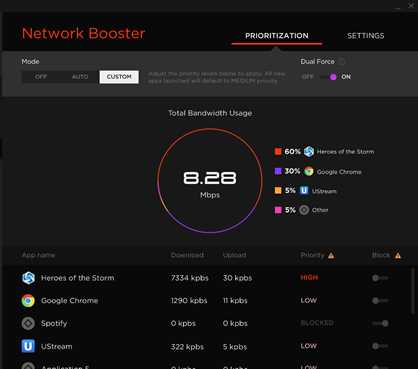 Network Booster
PRIORITIZATION
SETTINGS
Mode
OFF
AUTO
CUSTOM
Adjust the priority levels below to apply. All new
apps launched will default to MEDIUM priority.
Dual Force
OFF
ON
Total Bandwidth Usage
8.28
Mbps
60% Heroes of the Storm
30% Google Chrome
5% UStream
5% Other
App name Download Upload Priority Block
Heroes of the Storm 7334 kpbs 30 kpbs HIGH
Google Chrome 1290 kpbs 11 kpbs LOW
Spotify 0 kpbs 0 kpbs BLOCKED
UStream 322 kpbs 5 kpbs LOW
Application 5 0 kpbs 0 kpbs LOW